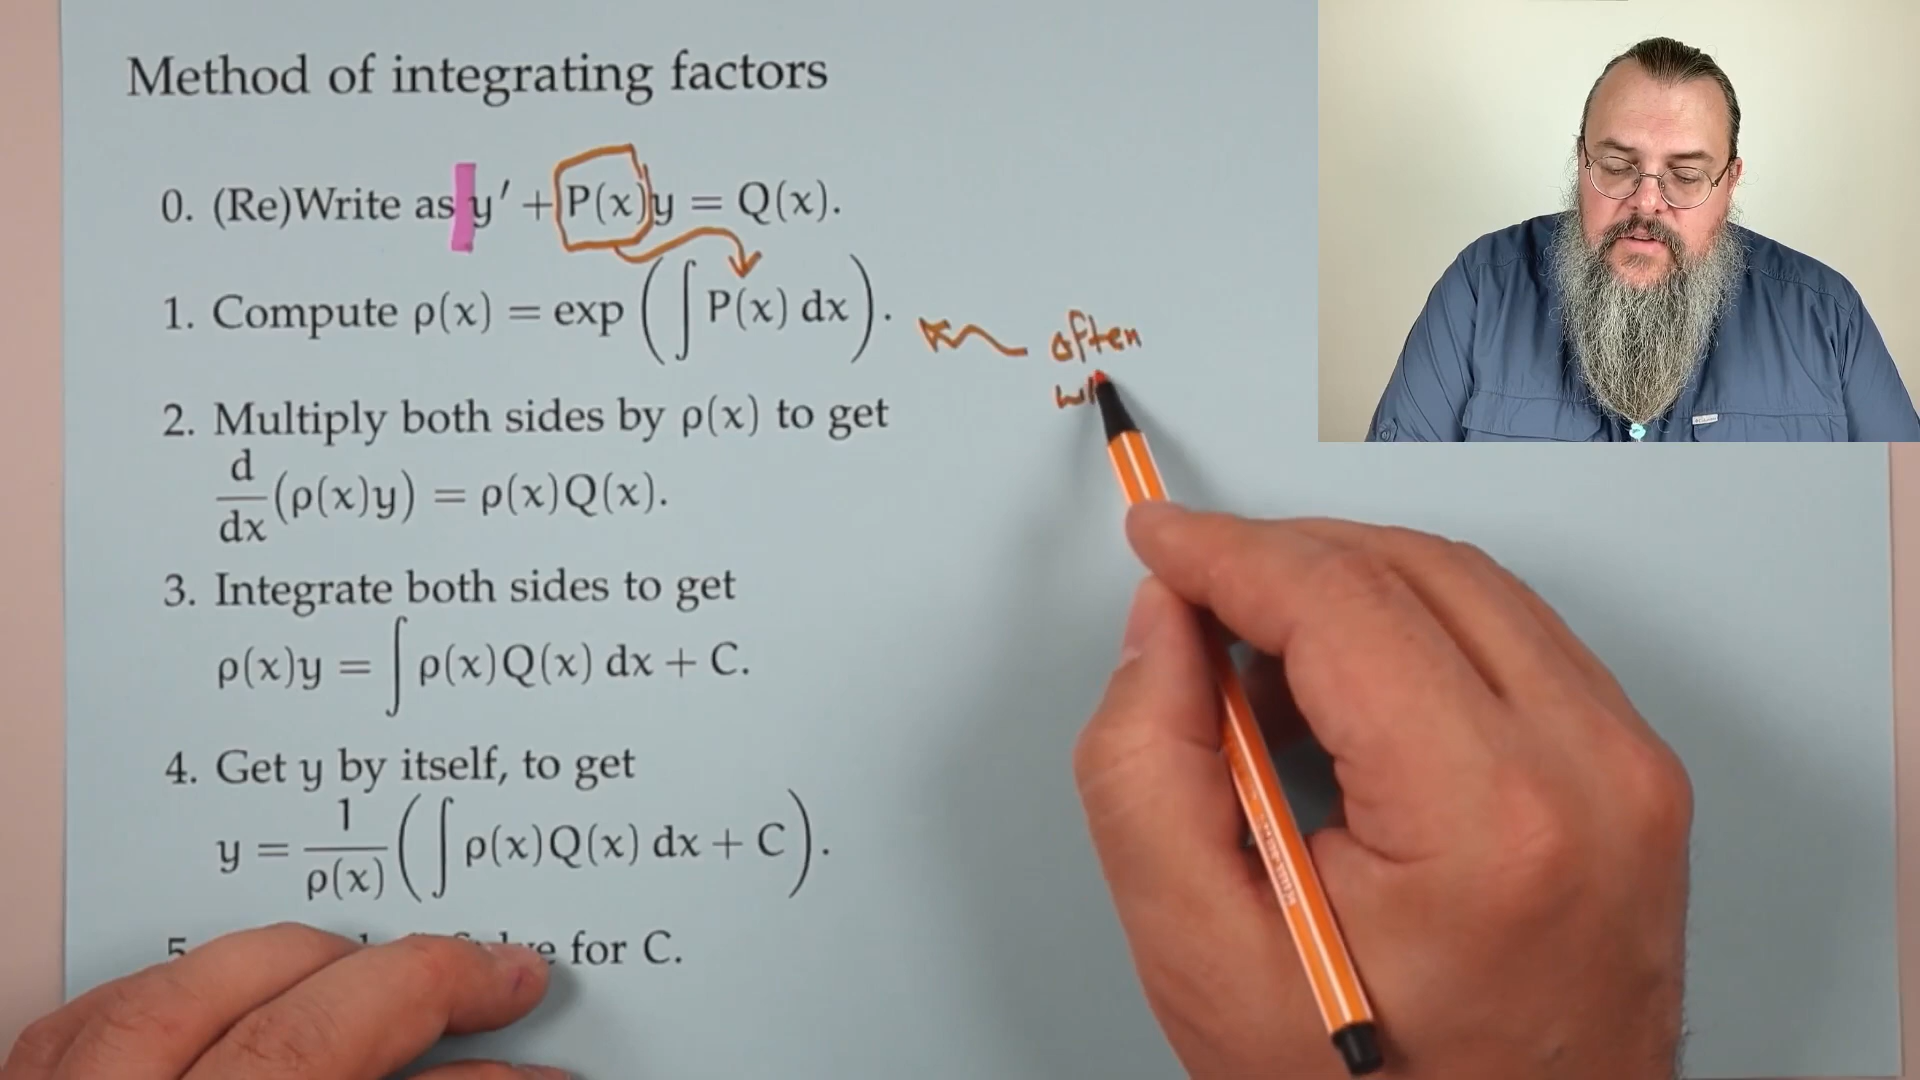 Method of integrating factors
0. (Re)Write as y′ + P(x)y = Q(x).
1. Compute ρ(x) = exp(∫ P(x) dx).
often
2. Multiply both sides by ρ(x) to get
d/dx (ρ(x)y) = ρ(x)Q(x).
3. Integrate both sides to get
ρ(x)y = ∫ ρ(x)Q(x) dx + C.
4. Get y by itself, to get
y = 1/ρ(x) (∫ ρ(x)Q(x) dx + C).
5. for C.